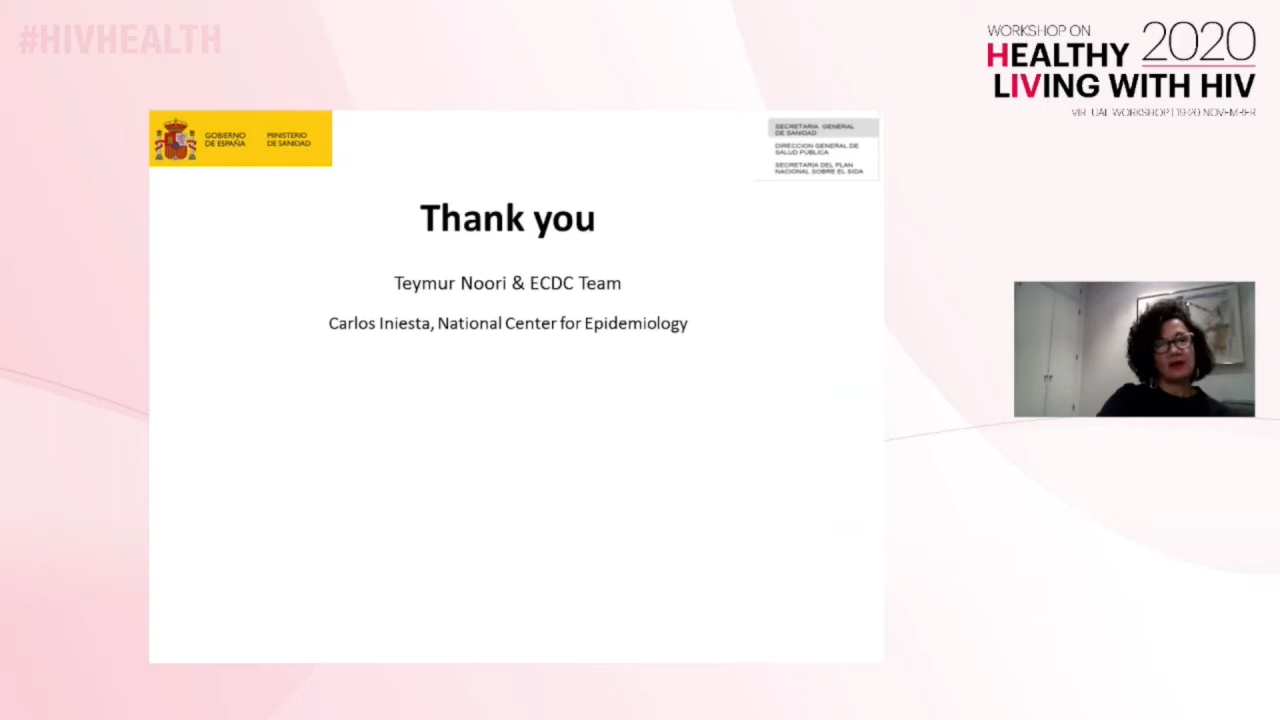 #HIVHEALTH
WORKSHOP ON
HEALTHY 2020
LIVING WITH HIV
VIRTUAL WORKSHOP | 19-20 NOVEMBER
GOBIERNO
DE ESPAÑA
MINISTERIO
DE SANIDAD
SECRETARIA GENERAL
DE SANIDAD
DIRECCION GENERAL DE
SALUD PÚBLICA
SECRETARÍA DEL PLAN
NACIONAL SOBRE EL SIDA
Thank you
Teymur Noori & ECDC Team
Carlos Iniesta, National Center for Epidemiology